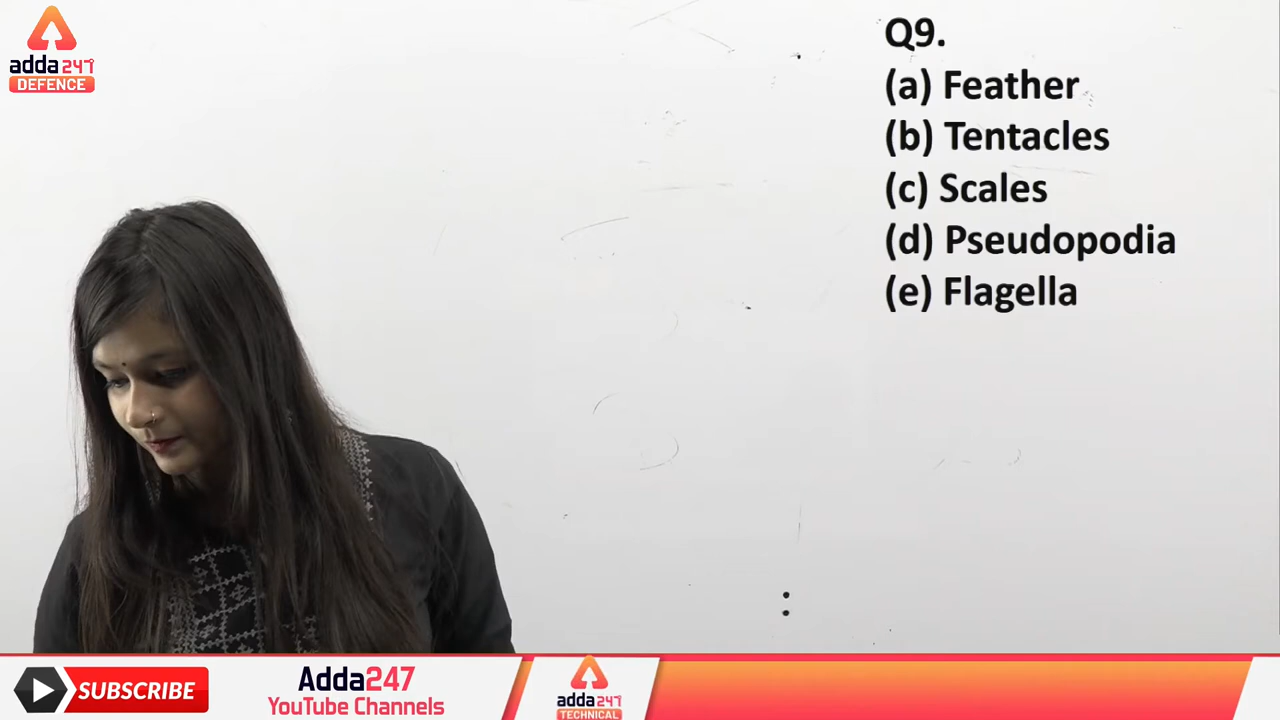 adda247
DEFENCE
Q9.
(a) Feather
(b) Tentacles
(c) Scales
(d) Pseudopodia
(e) Flagella
:
SUBSCRIBE
Adda247
YouTube Channels
adda247
TECHNICAL